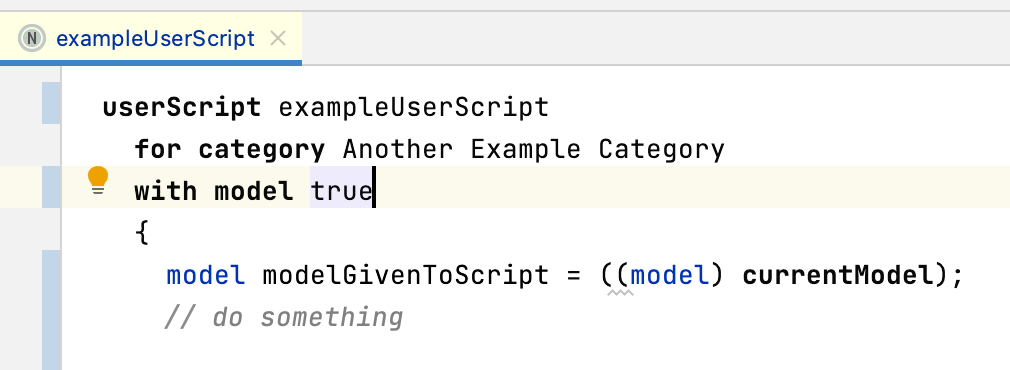 N exampleUserScript
userScript exampleUserScript
for category Another Example Category
with model true
{
model modelGivenToScript = ((model) currentModel);
// do something